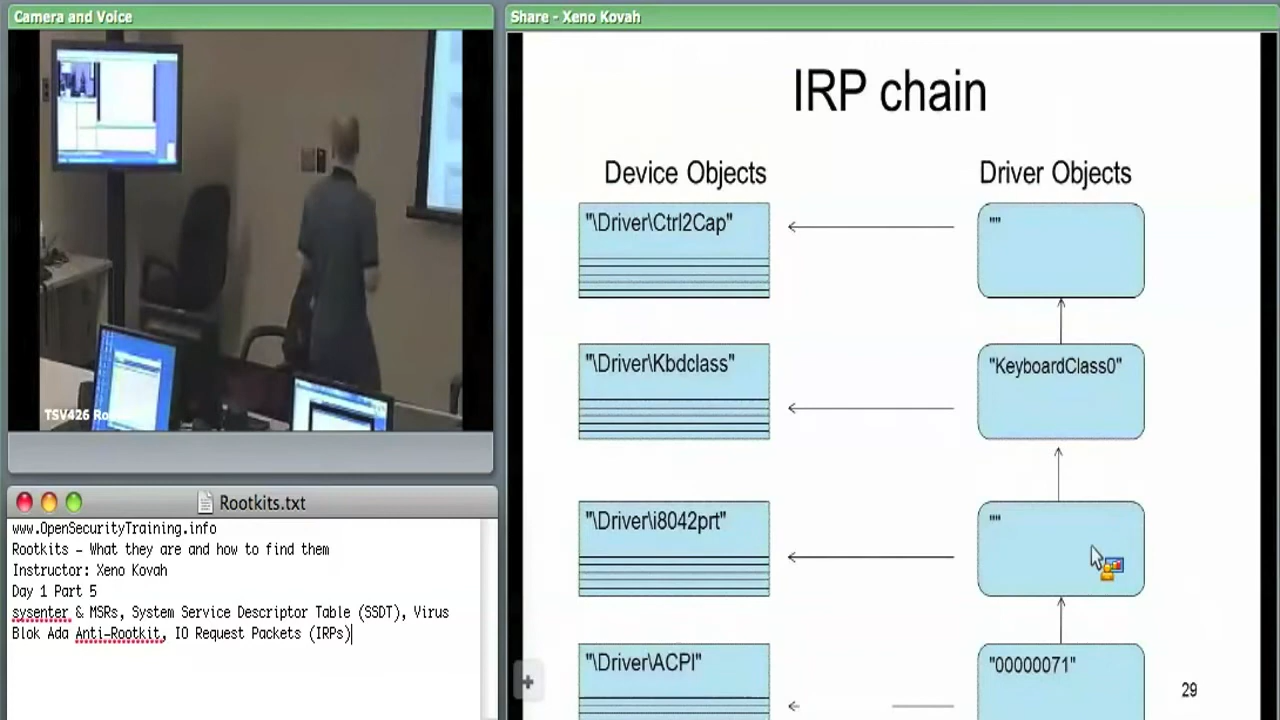 Camera and Voice
TSV426 Ro
Rootkits.txt
www.OpenSecurityTraining.info
Rootkits - What they are and how to find them
Instructor: Xeno Kovah
Day 1 Part 5
sysenter & MSRs, System Service Descriptor Table (SSDT), Virus
Blok Ada Anti-Rootkit, IO Request Packets (IRPs)
Share - Xeno Kovah
IRP chain
Device Objects
Driver Objects
"\Driver\Ctrl2Cap"
""
"\Driver\Kbdclass"
"KeyboardClass0"
"\Driver\i8042prt"
""
"\Driver\ACPI"
"00000071"
29